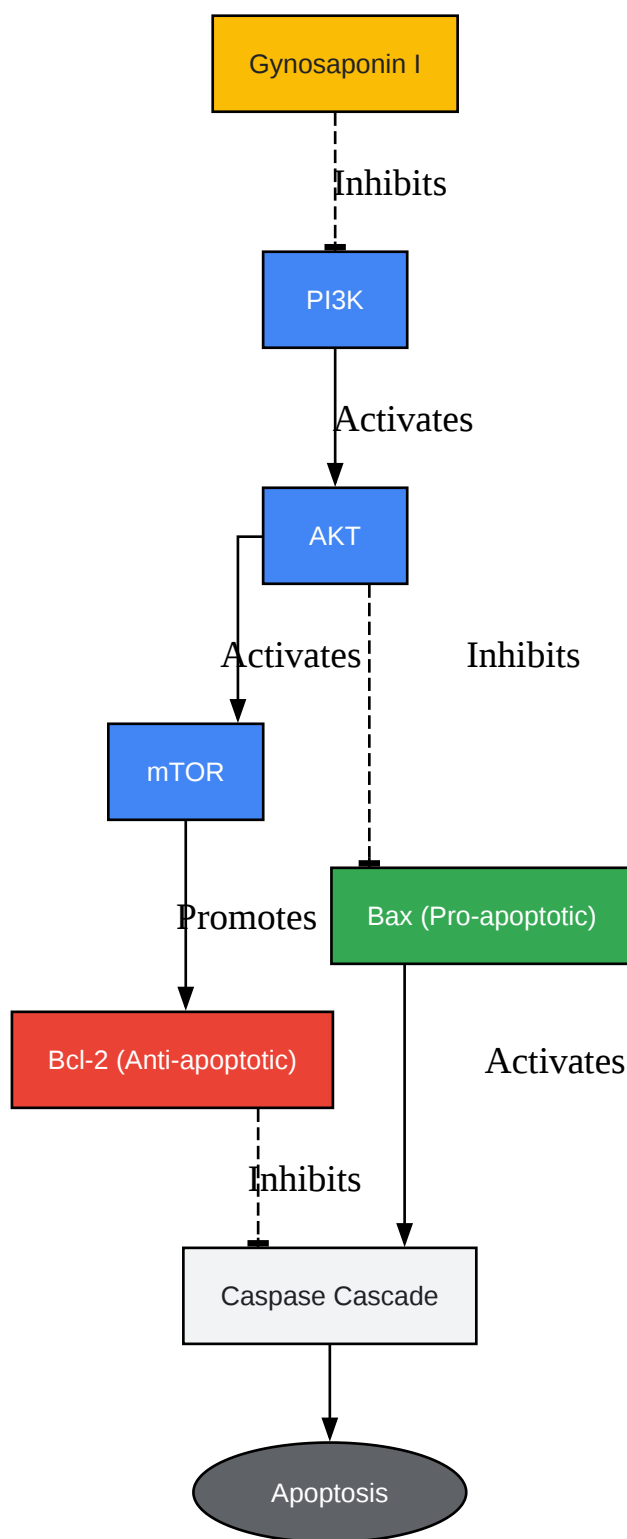 Gynosaponin I
Inhibits
PI3K
Activates
AKT
Activates
Inhibits
mTOR
Bax (Pro-apoptotic)
Promotes
Bcl-2 (Anti-apoptotic)
Activates
Inhibits
Caspase Cascade
Apoptosis